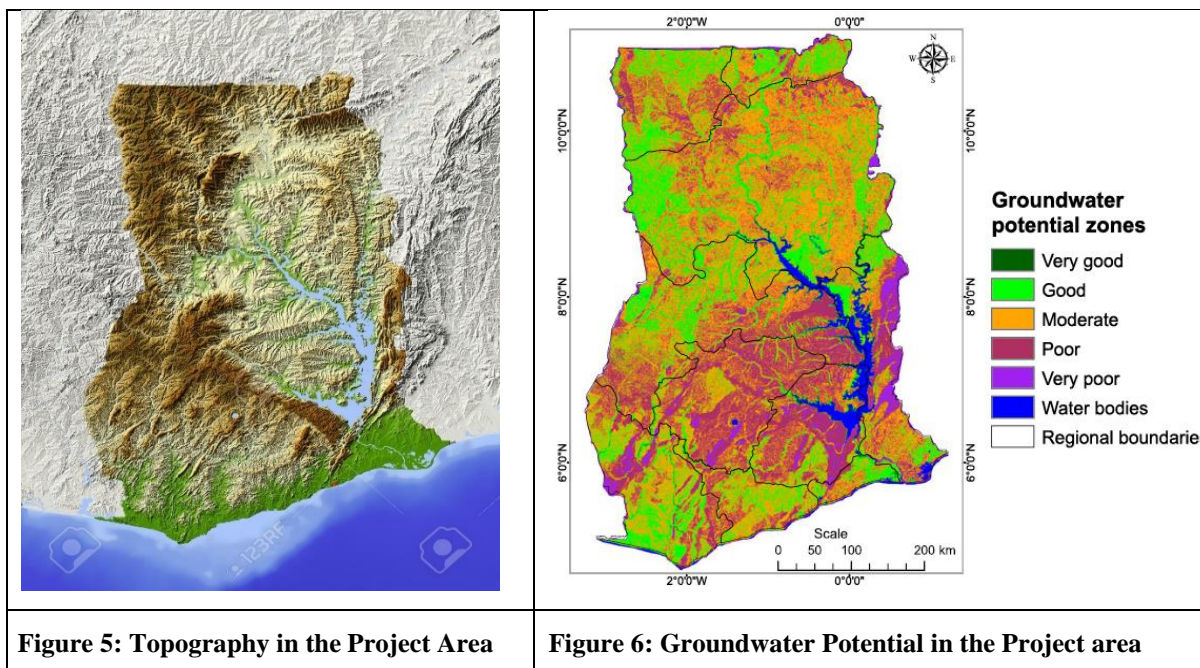 2°0'0"W
0°0'0"
N
W
E
S
10°0'0"N
10°0'0"N
8°0'0"N
8°0'0"N
6°0'0"N
6°0'0"N
Scale
0 50 100 200 km
2°0'0"W
0°0'0"
Groundwater
potential zones
Very good
Good
Moderate
Poor
Very poor
Water bodies
Regional boundarie
123RF
Figure 5: Topography in the Project Area
Figure 6: Groundwater Potential in the Project area